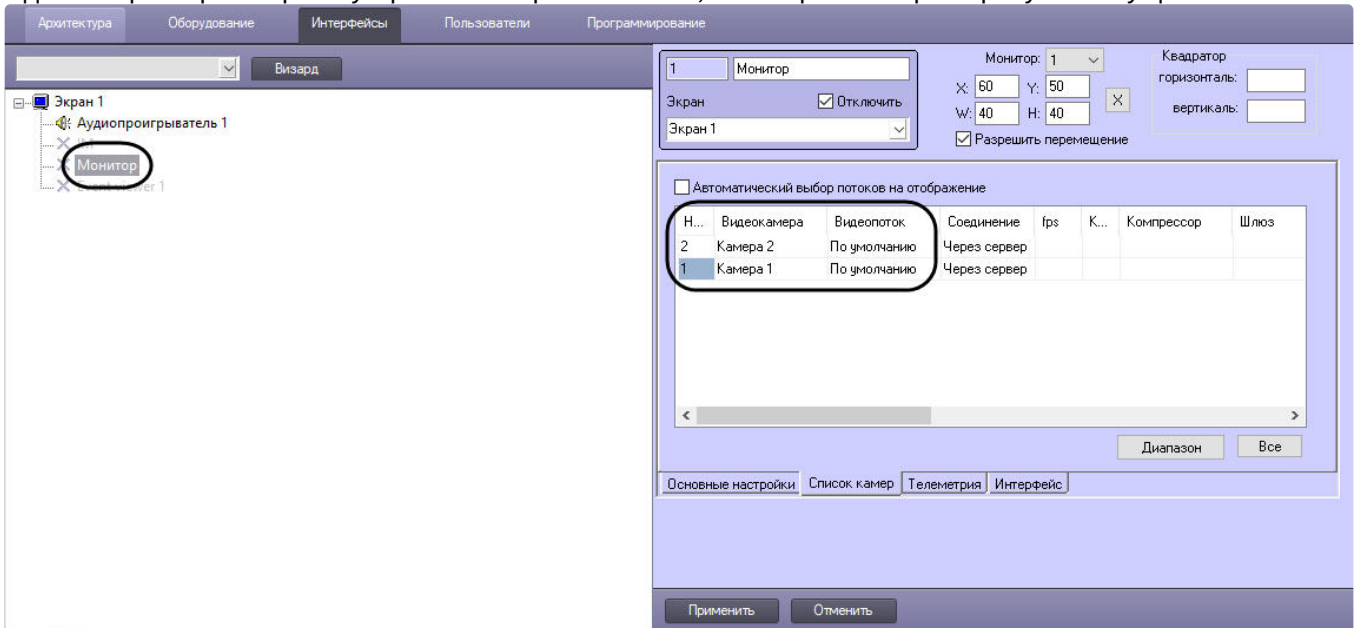 Архитектура Оборудование Интерфейсы Пользователи Программирование
Визард
Экран 1
Аудиопроигрыватель 1
Монитор
1 Монитор
Экран Отключить
Экран 1
Монитор: 1
X: 60 Y: 50 X
W: 40 H: 40
Разрешить перемещение
Квадратор
горизонталь:
вертикаль:
Автоматический выбор потоков на отображение
Н... Видеокамера Видеопоток Соединение fps К... Компрессор Шлюз
2 Камера 2 По умолчанию Через сервер
1 Камера 1 По умолчанию Через сервер
Диапазон Все
Основные настройки Список камер Телеметрия Интерфейс
Применить Отменить